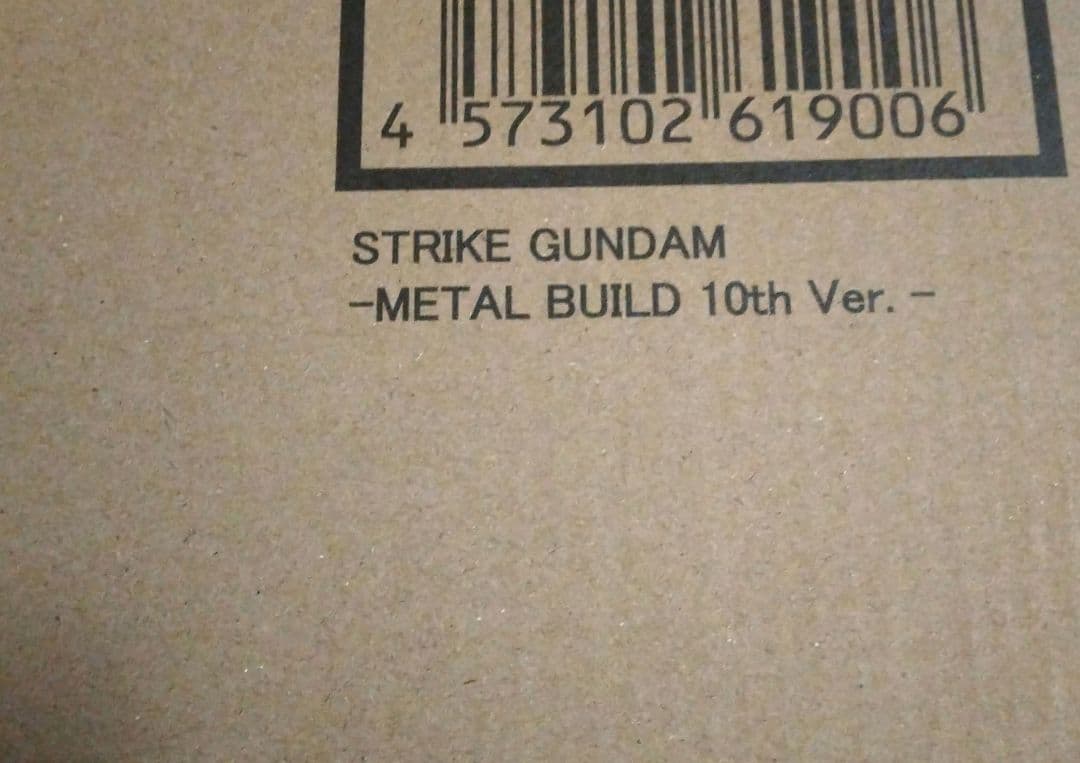 4 573102 619006
STRIKE GUNDAM
-METAL BUILD 10th Ver. -